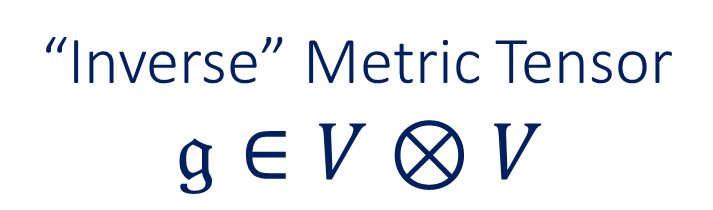 “Inverse” Metric Tensor
𝔤 ∈ V ⊗ V